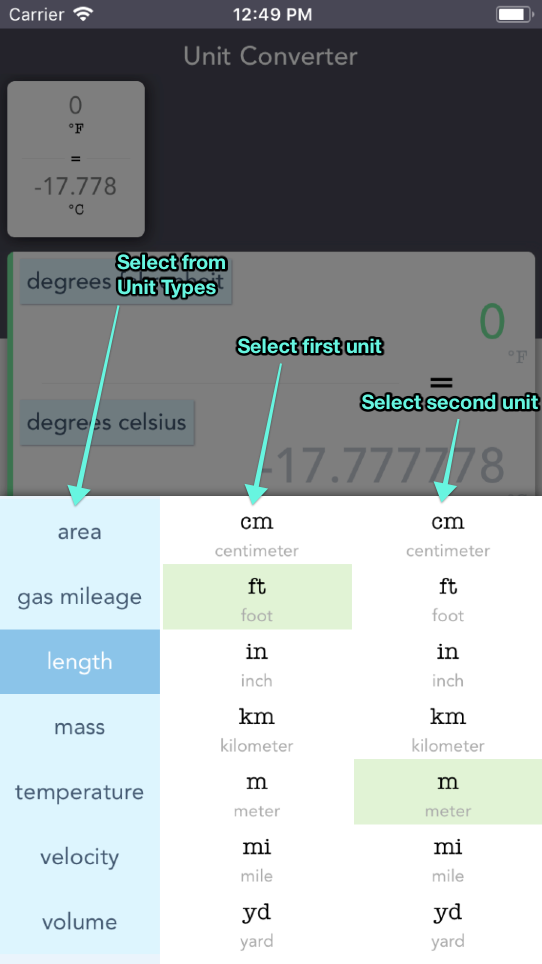 Carrier 12:49 PM
Unit Converter
0
°F
=
-17.778
°C
Select from
Unit Types
degrees fahrenheit
0
°F
Select first unit
=
Select second unit
degrees celsius
-17.777778
area
gas mileage
length
mass
temperature
velocity
volume
cm
centimeter
ft
foot
in
inch
km
kilometer
m
meter
mi
mile
yd
yard
cm
centimeter
ft
foot
in
inch
km
kilometer
m
meter
mi
mile
yd
yard